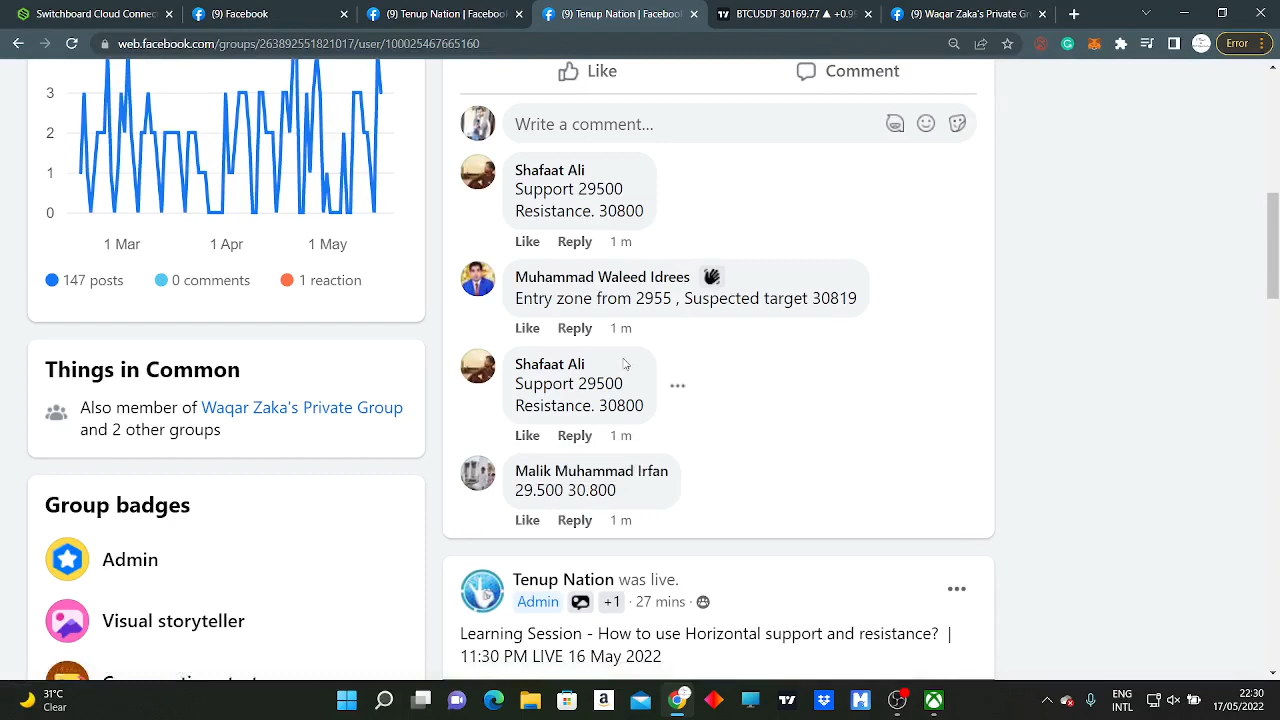 Switchboard Cloud Connect
(9) Facebook
(9) Tenup Nation | Facebook
(9) Tenup Nation | Facebook
BTCUSDT 30169.77 ▲ +0.9
(9) Waqar Zaka's Private Gr
web.facebook.com/groups/263892551821017/user/100025467665160
Error
3
2
1
0
1 Mar 1 Apr 1 May
147 posts 0 comments 1 reaction
Things in Common
Also member of Waqar Zaka's Private Group
and 2 other groups
Group badges
Admin
Visual storyteller
Like Comment
Write a comment...
Shafaat Ali
Support 29500
Resistance. 30800
Like Reply 1 m
Muhammad Waleed Idrees
Entry zone from 2955 , Suspected target 30819
Like Reply 1 m
Shafaat Ali
Support 29500
Resistance. 30800
Like Reply 1 m
Malik Muhammad Irfan
29.500 30.800
Like Reply 1 m
Tenup Nation was live.
Admin +1 · 27 mins ·
Learning Session - How to use Horizontal support and resistance? |
11:30 PM LIVE 16 May 2022
31°C
Clear
ENG
INTL
22:30
17/05/2022